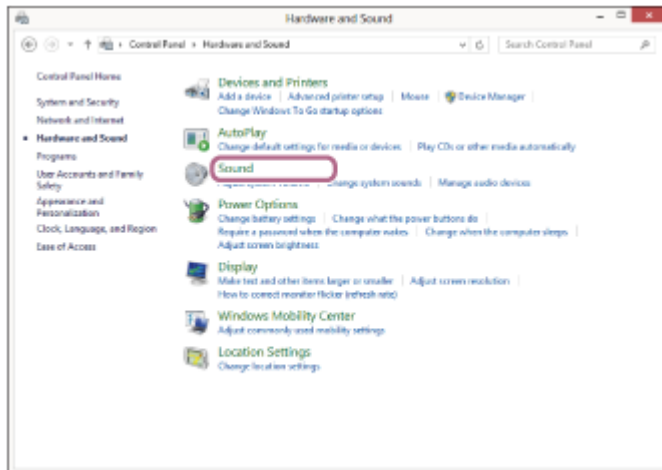 Hardware and Sound
Control Panel › Hardware and Sound
Search Control Panel
Control Panel Home
System and Security
Network and Internet
Hardware and Sound
Programs
User Accounts and Family
Safety
Appearance and
Personalization
Clock, Language, and Region
Ease of Access
Devices and Printers
Add a device | Advanced printer setup | Mouse | Device Manager |
Change Windows To Go startup options
AutoPlay
Change default settings for media or devices | Play CDs or other media automatically
Sound
Change system sounds | Manage audio devices
Power Options
Change battery settings | Change what the power buttons do |
Require a password when the computer wakes | Change when the computer sleeps |
Adjust screen brightness
Display
Make text and other items larger or smaller | Adjust screen resolution |
How to correct monitor flicker (refresh rate)
Windows Mobility Center
Adjust commonly used mobility settings
Location Settings
Change location settings